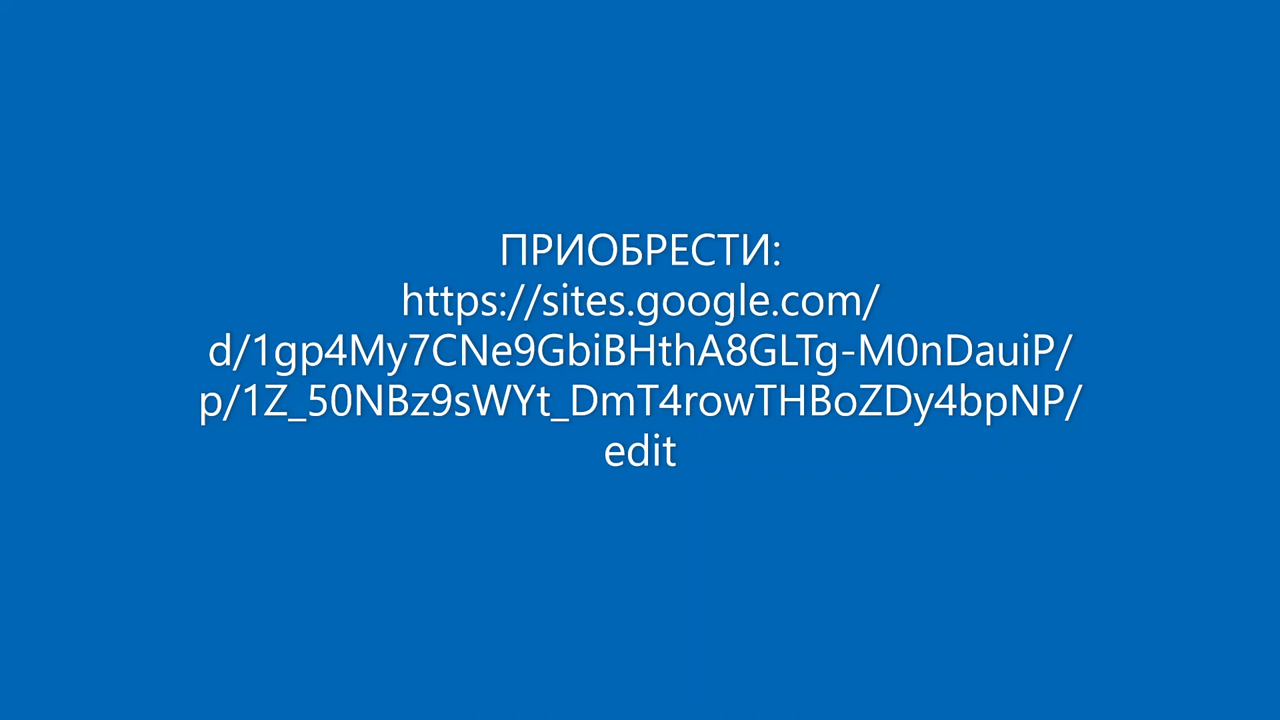 ПРИОБРЕСТИ:
https://sites.google.com/
d/1gp4My7CNe9GbiBHthA8GLTg-M0nDauiP/
p/1Z_50NBz9sWYt_DmT4rowTHBoZDy4bpNP/
edit